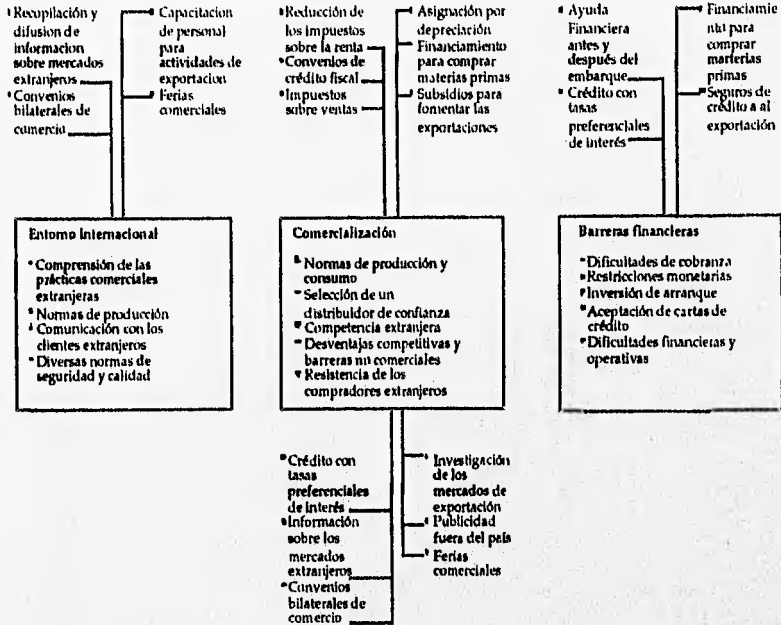 • Recopilación y
difusion de
informacion
sobre mercados
extranjeros
• Convenios
bilaterales de
comercio
• Capacitacion
de personal
para
actividades de
exportacion
• Ferias
comerciales
Entorno Internacional
• Comprensión de las
prácticas comerciales
extranjeras
• Normas de producción
• Comunicación con los
clientes extranjeros
• Diversas normas de
seguridad y calidad
• Reducción de
los impuestos
sobre la renta
• Convenios de
crédito fiscal
• Impuestos
sobre ventas
• Asignación por
depreciación
• Financiamiento
para comprar
materias primas
• Subsidios para
fomentar las
exportaciones
Comercialización
• Normas de producción y
consumo
• Selección de un
distribuidor de confianza
• Competencia extranjera
• Desventajas competitivas y
barreras no comerciales
• Resistencia de los
compradores extranjeros
• Crédito con
tasas
preferenciales
de interés
• Información
sobre los
mercados
extranjeros
• Convenios
bilaterales de
comercio
• Investigación
de los
mercados de
exportación
• Publicidad
fuera del país
• Ferias
comerciales
• Ayuda
Financiera
antes y
después del
embarque
• Crédito con
tasas
preferenciales
de interés
• Financiamie
nto para
comprar
marterias
primas
• Seguros de
crédito a al
exportación
Barreras financieras
• Dificultades de cobranza
• Restricciones monetarias
• Inversión de arranque
• Aceptación de cartas de
crédito
• Dificultades financieras y
operativas